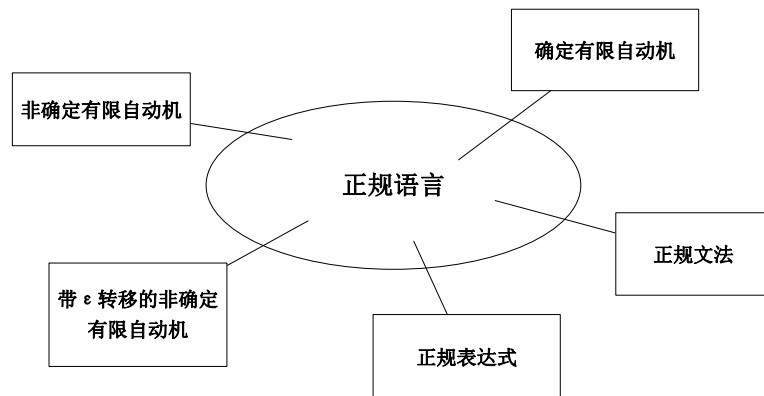 确定有限自动机
非确定有限自动机
正规语言
正规文法
带ε转移的非确定
有限自动机
正规表达式